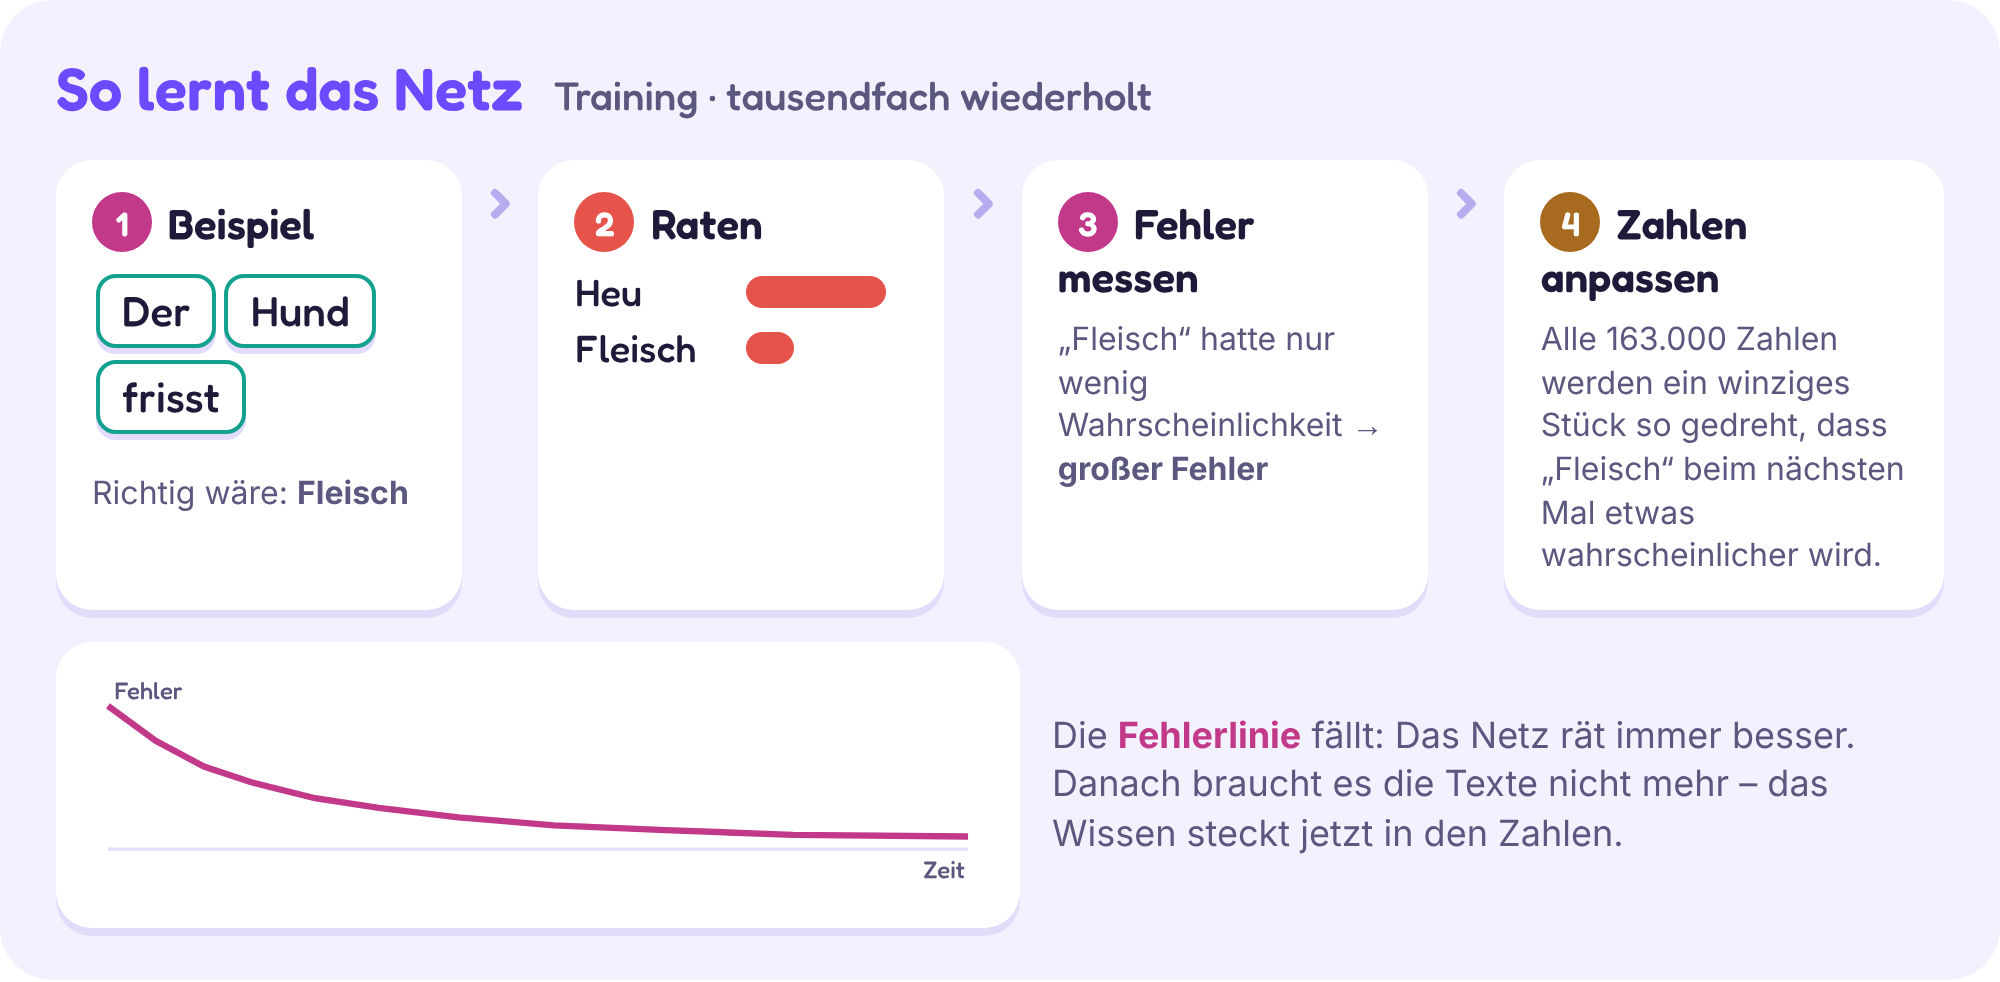 So lernt das Netz Training · tausendfach wiederholt
1 Beispiel
Der Hund
frisst
Richtig wäre: Fleisch
2 Raten
Heu
Fleisch
3 Fehler
messen
„Fleisch“ hatte nur
wenig
Wahrscheinlichkeit →
großer Fehler
4 Zahlen
anpassen
Alle 163.000 Zahlen
werden ein winziges
Stück so gedreht, dass
„Fleisch“ beim nächsten
Mal etwas
wahrscheinlicher wird.
Fehler
Zeit
Die Fehlerlinie fällt: Das Netz rät immer besser.
Danach braucht es die Texte nicht mehr – das
Wissen steckt jetzt in den Zahlen.